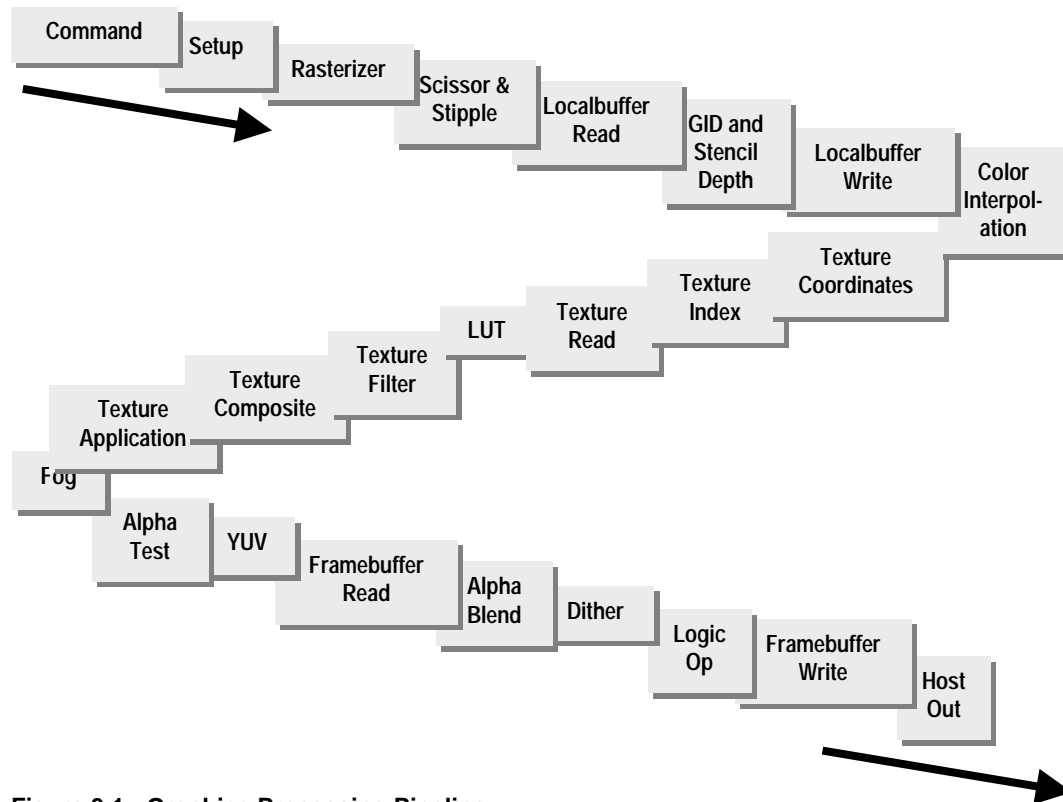 Command
Setup
Rasterizer
Scissor &
Stipple
Localbuffer
Read
GID and
Stencil
Depth
Localbuffer
Write
Color
Interpol-
ation
Texture
Coordinates
Texture
Index
Texture
Read
LUT
Texture
Filter
Texture
Composite
Texture
Application
Fog
Alpha
Test
YUV
Framebuffer
Read
Alpha
Blend
Dither
Logic
Op
Framebuffer
Write
Host
Out